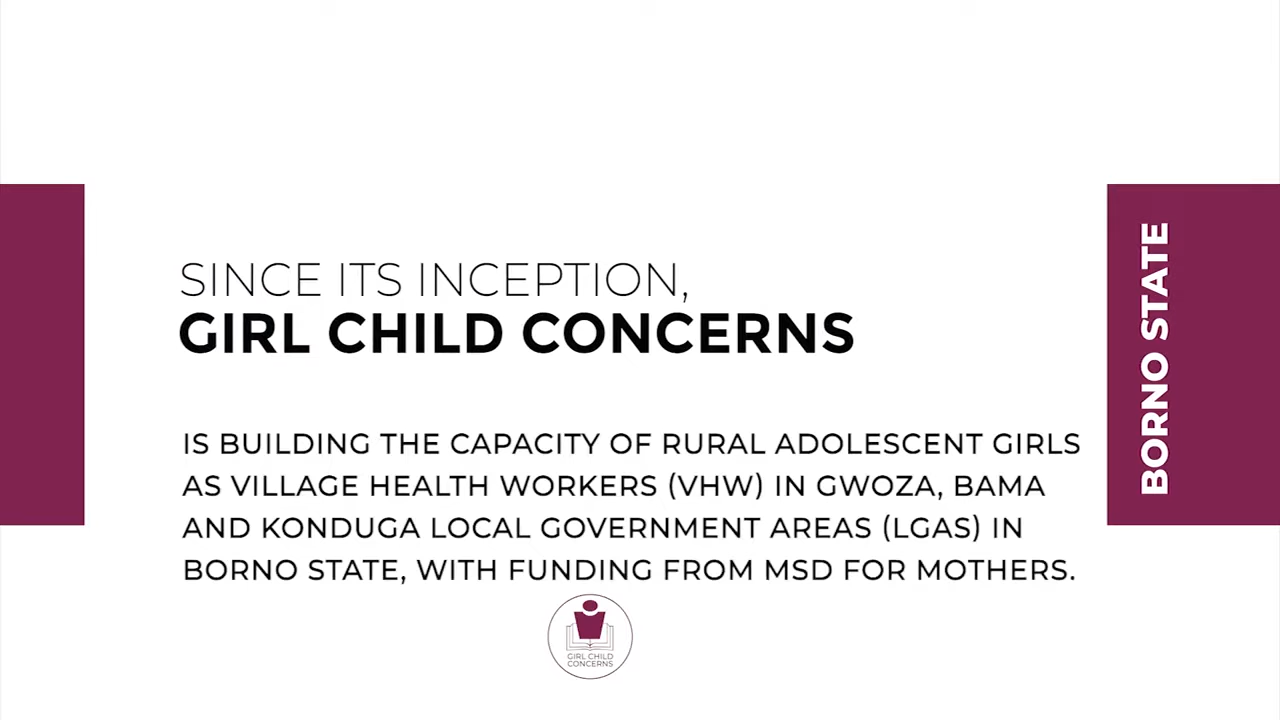 SINCE ITS INCEPTION,
GIRL CHILD CONCERNS
IS BUILDING THE CAPACITY OF RURAL ADOLESCENT GIRLS
AS VILLAGE HEALTH WORKERS (VHW) IN GWOZA, BAMA
AND KONDUGA LOCAL GOVERNMENT AREAS (LGAS) IN
BORNO STATE, WITH FUNDING FROM MSD FOR MOTHERS.
BORNO STATE
GIRL CHILD
CONCERNS